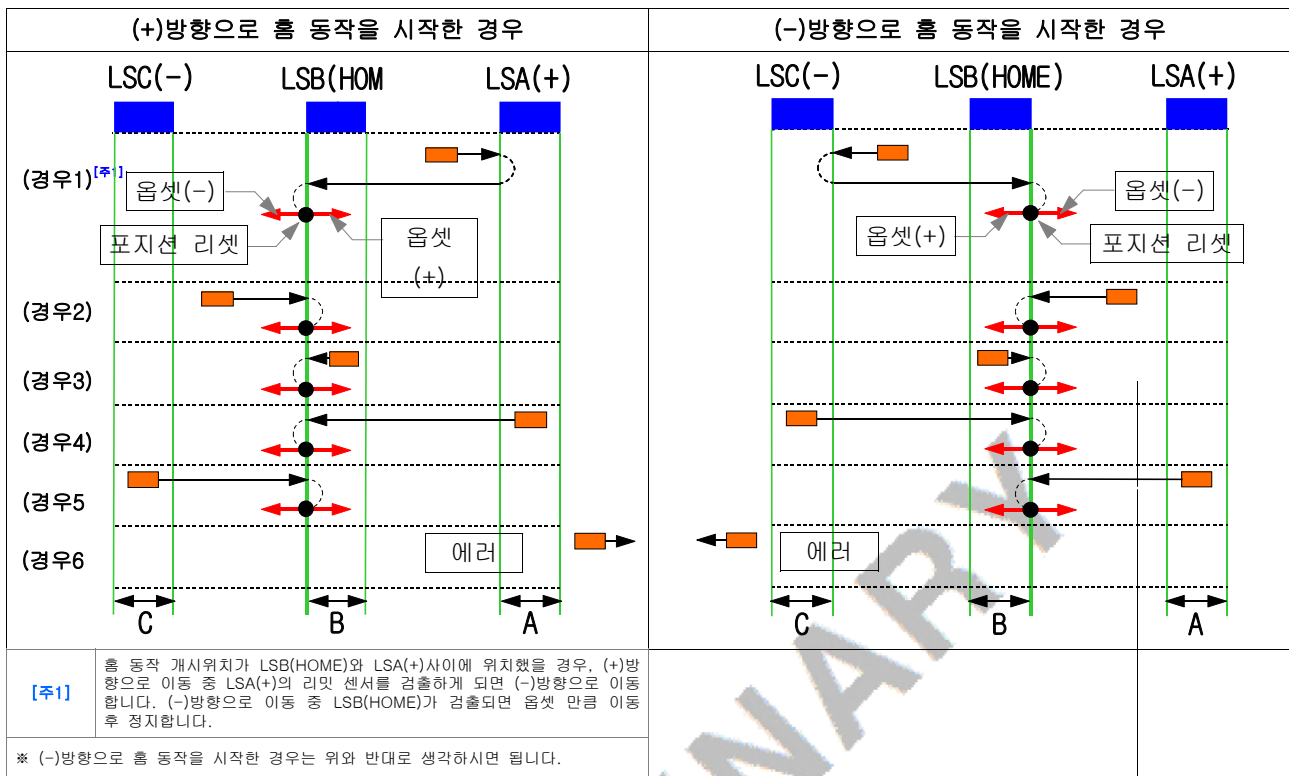 (+)방향으로 홈 동작을 시작한 경우
(-)방향으로 홈 동작을 시작한 경우
LSC(-) LSB(HOM LSA(+)
LSC(-) LSB(HOME) LSA(+)
(경우1)[주1]
옵셋(-)
포지션 리셋
옵셋
(+)
옵셋(-)
옵셋(+)
포지션 리셋
(경우2)
(경우3)
(경우4)
(경우5
(경우6
에러
에러
C B A
C B A
[주1]
홈 동작 개시위치가 LSB(HOME)와 LSA(+)사이에 위치했을 경우, (+)방
향으로 이동 중 LSA(+)의 리밋 센서를 검출하게 되면 (-)방향으로 이동
합니다. (-)방향으로 이동 중 LSB(HOME)가 검출되면 옵셋 만큼 이동
후 정지합니다.
※ (-)방향으로 홈 동작을 시작한 경우는 위와 반대로 생각하시면 됩니다.
INARY